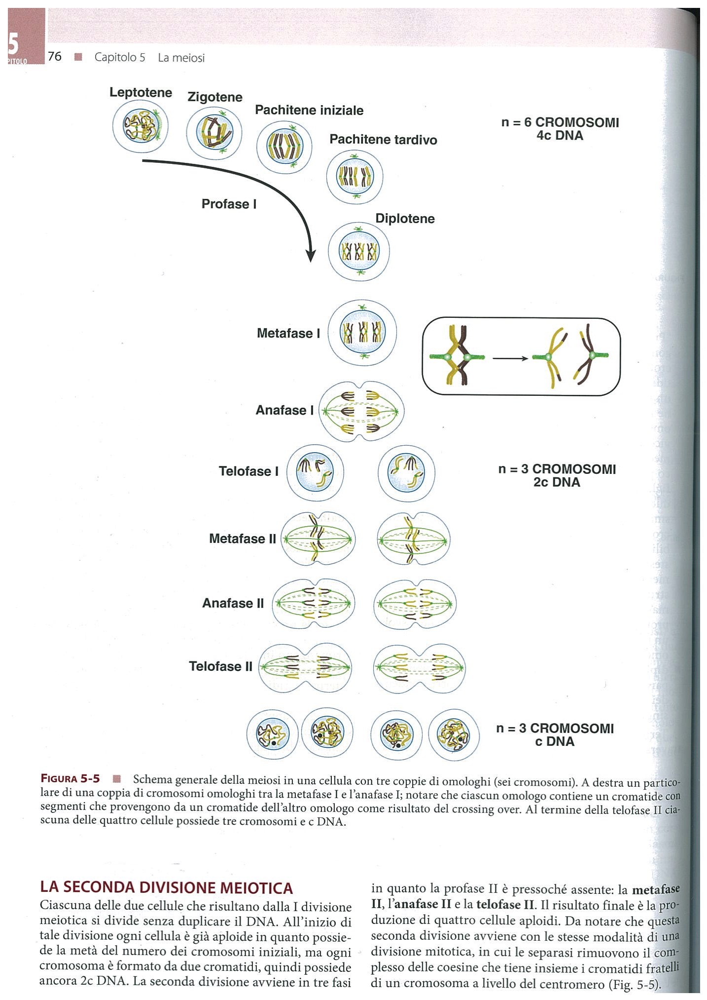 5
PITOLO
76 ■ Capitolo 5 La meiosi
Leptotene
Zigotene
Pachitene iniziale
n = 6 CROMOSOMI
4c DNA
Pachitene tardivo
Profase I
Diplotene
Metafase I
Anafase I
Telofase I
n = 3 CROMOSOMI
2c DNA
Metafase II
Anafase II
Telofase II
n = 3 CROMOSOMI
c DNA
FIGURA 5-5 ■ Schema generale della meiosi in una cellula con tre coppie di omologhi (sei cromosomi). A destra un partico-
lare di una coppia di cromosomi omologhi tra la metafase I e l'anafase I; notare che ciascun omologo contiene un cromatide con
segmenti che provengono da un cromatide dell'altro omologo come risultato del crossing over. Al termine della telofase II cia-
scuna delle quattro cellule possiede tre cromosomi e c DNA.
LA SECONDA DIVISIONE MEIOTICA
Ciascuna delle due cellule che risultano dalla I divisione
meiotica si divide senza duplicare il DNA. All'inizio di
tale divisione ogni cellula è già aploide in quanto possie-
de la metà del numero dei cromosomi iniziali, ma ogni
cromosoma è formato da due cromatidi, quindi possiede
ancora 2c DNA. La seconda divisione avviene in tre fasi
in quanto la profase II è pressoché assente: la metafase
II, l'anafase II e la telofase II. Il risultato finale è la pro-
duzione di quattro cellule aploidi. Da notare che questa
seconda divisione avviene con le stesse modalità di una
divisione mitotica, in cui le separasi rimuovono il com-
plesso delle coesine che tiene insieme i cromatidi fratelli
di un cromosoma a livello del centromero (Fig. 5-5).